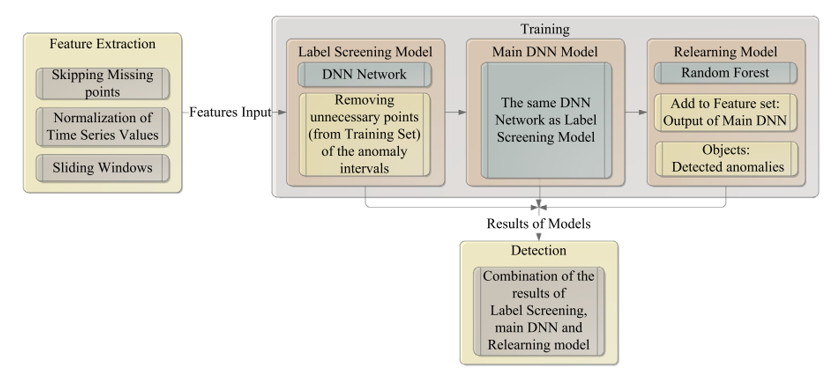 Feature Extraction
Skipping Missing
points
Normalization of
Time Series Values
Sliding Windows
Features Input
Training
Label Screening Model
DNN Network
Removing
unnecessary points
(from Training Set)
of the anomaly
intervals
Main DNN Model
The same DNN
Network as Label
Screening Model
Relearning Model
Random Forest
Add to Feature set:
Output of Main DNN
Objects:
Detected anomalies
Results of Models
Detection
Combination of the
results of
Label Screening,
main DNN and
Relearning model